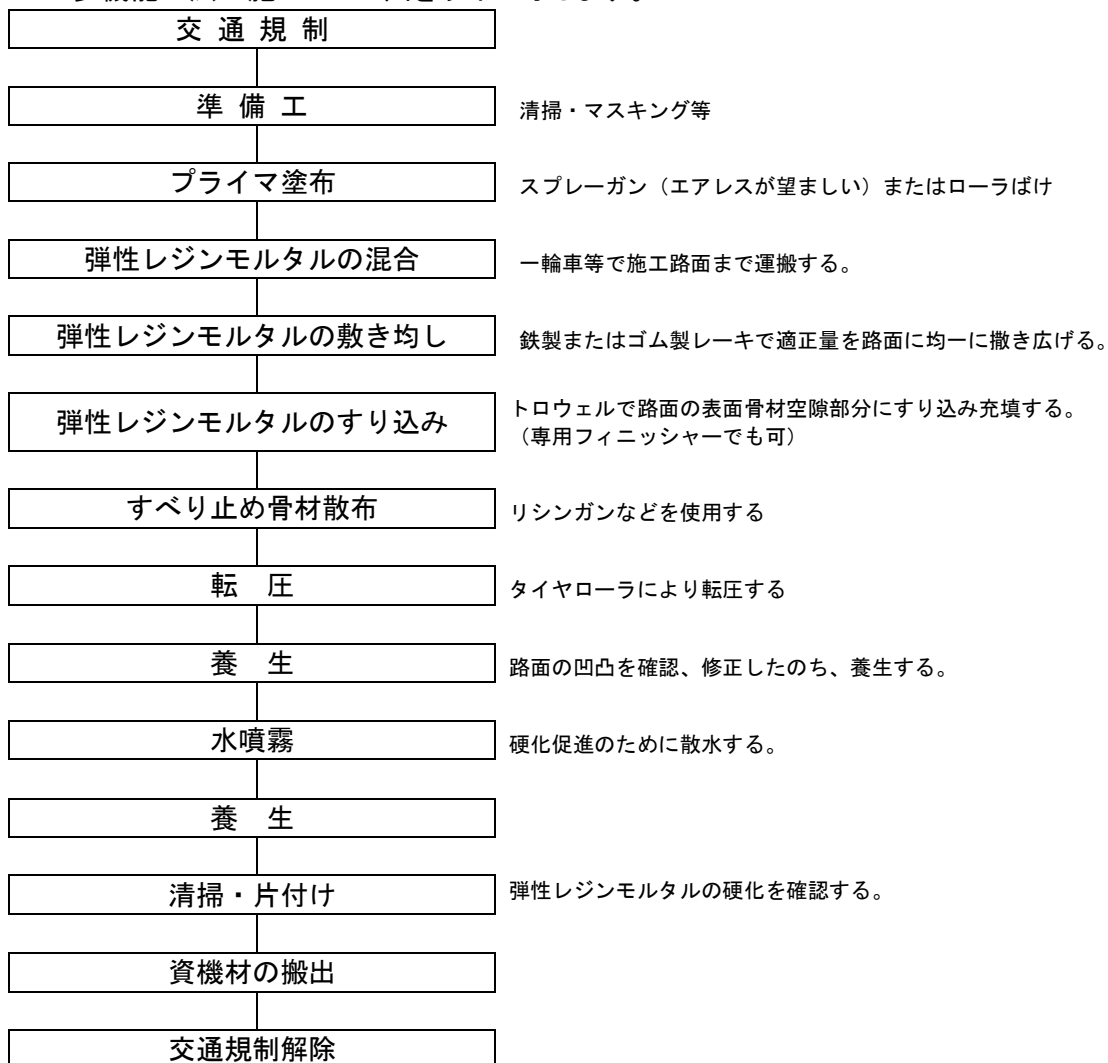 交 通 規 制
準 備 工
清掃・マスキング等
プライマ塗布
スプレーガン（エアレスが望ましい）またはローラばけ
弾性レジンモルタルの混合
一輪車等で施工路面まで運搬する。
弾性レジンモルタルの敷き均し
鉄製またはゴム製レーキで適正量を路面に均一に撒き広げる。
弾性レジンモルタルのすり込み
トロウェルで路面の表面骨材空隙部分にすり込み充填する。
（専用フィニッシャーでも可）
すべり止め骨材散布
リシンガンなどを使用する
転　圧
タイヤローラにより転圧する
養　生
路面の凹凸を確認、修正したのち、養生する。
水噴霧
硬化促進のために散水する。
養　生
清掃・片付け
弾性レジンモルタルの硬化を確認する。
資機材の搬出
交通規制解除